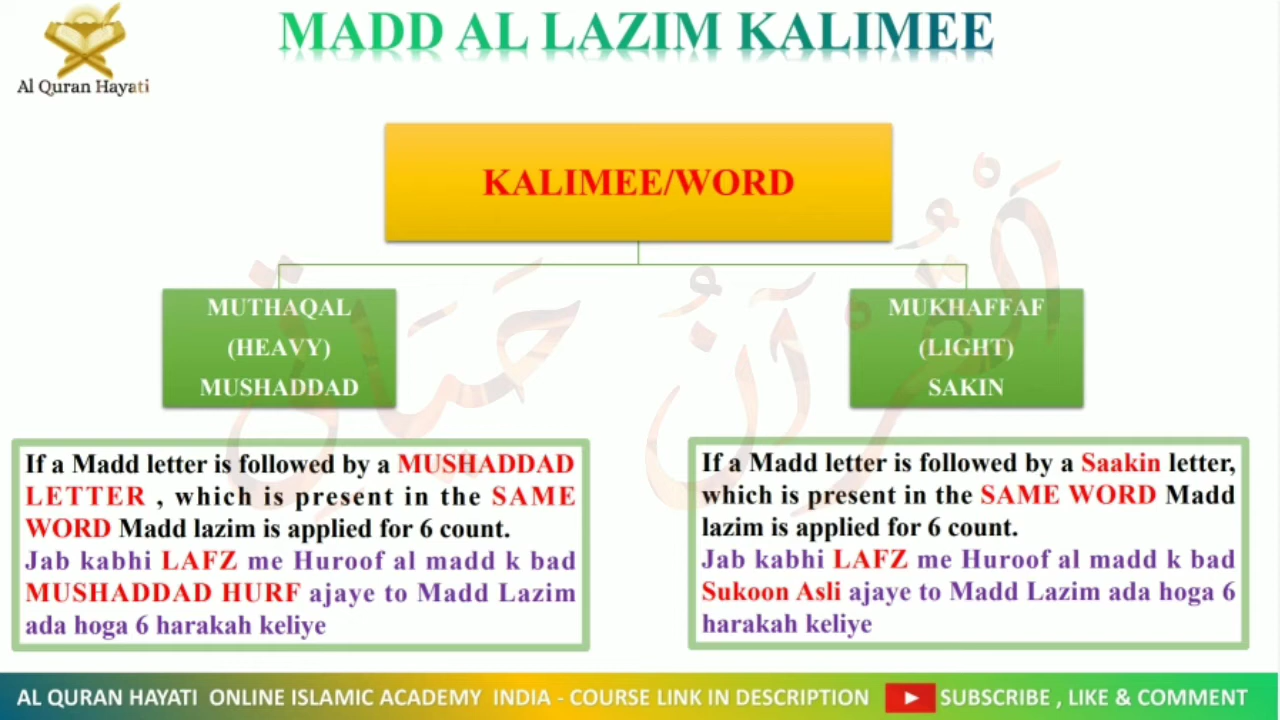 MADD AL LAZIM KALIMEE
Al Quran Hayati
KALIMEE/WORD
MUTHAQAL
(HEAVY)
MUSHADDAD
MUKHAFFAF
(LIGHT)
SAKIN
If a Madd letter is followed by a MUSHADDAD
LETTER , which is present in the SAME
WORD Madd lazim is applied for 6 count.
Jab kabhi LAFZ me Huroof al madd k bad
MUSHADDAD HURF ajaye to Madd Lazim
ada hoga 6 harakah keliye
If a Madd letter is followed by a Saakin letter,
which is present in the SAME WORD Madd
lazim is applied for 6 count.
Jab kabhi LAFZ me Huroof al madd k bad
Sukoon Asli ajaye to Madd Lazim ada hoga 6
harakah keliye
اَلْقُرْآنُ حَيَاتِي
AL QURAN HAYATI ONLINE ISLAMIC ACADEMY INDIA - COURSE LINK IN DESCRIPTION SUBSCRIBE , LIKE & COMMENT